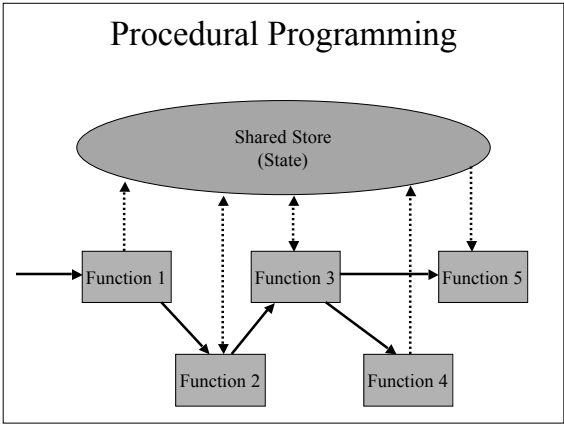 Procedural Programming
Shared Store
(State)
Function 1
Function 3
Function 5
Function 2
Function 4